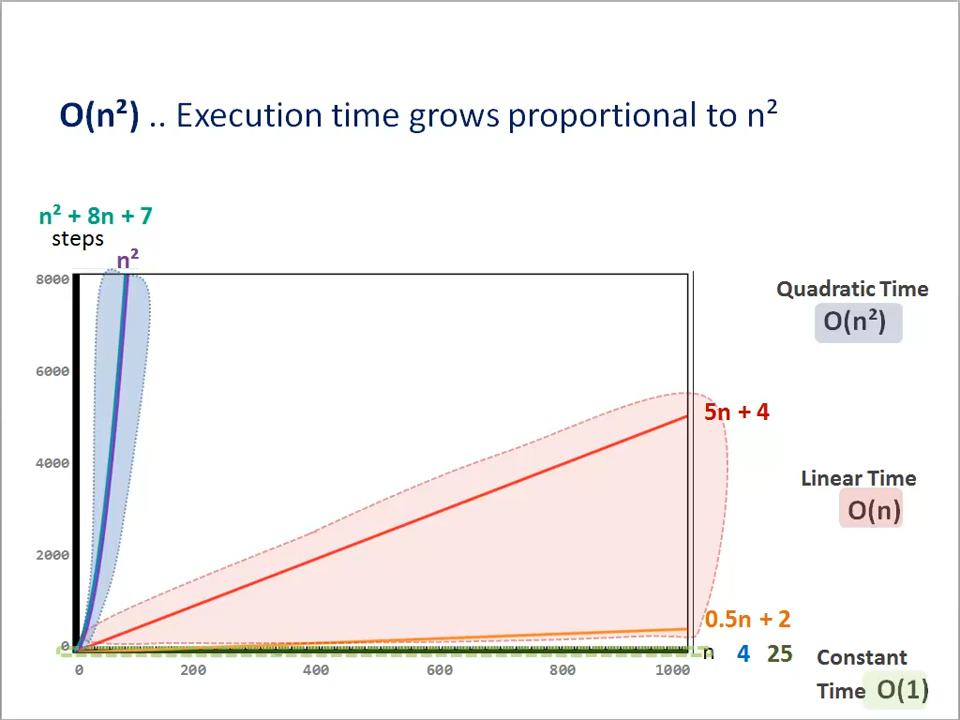 O(n²) .. Execution time grows proportional to n²
n² + 8n + 7
steps
n²
8000
Quadratic Time
O(n²)
6000
5n + 4
4000
Linear Time
O(n)
2000
0.5n + 2
0
n 4 25 Constant
0 200 400 600 800 1000
Time O(1)